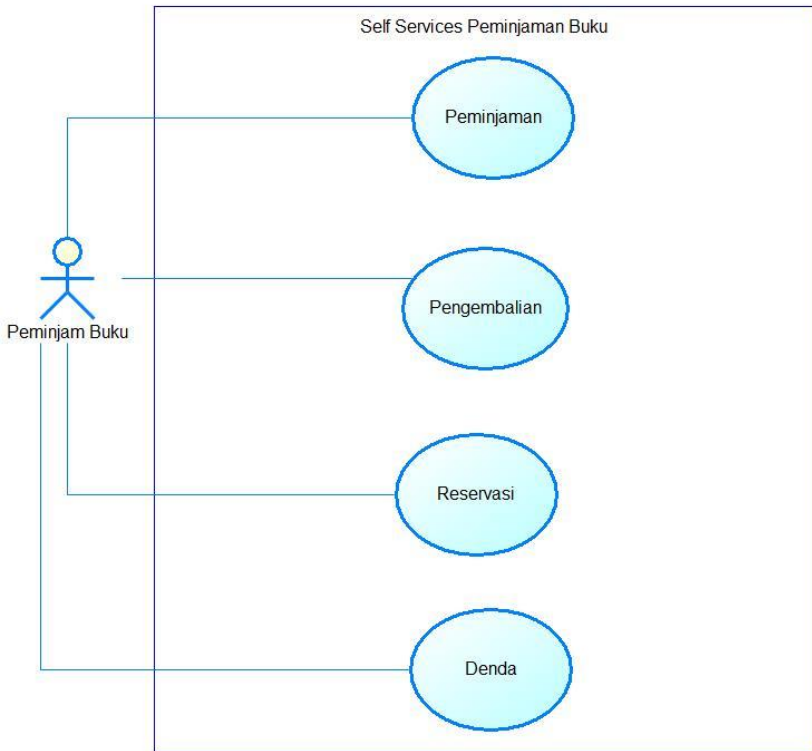 Self Services Peminjaman Buku
Peminjaman
Pengembalian
Peminjam Buku
Reservasi
Denda